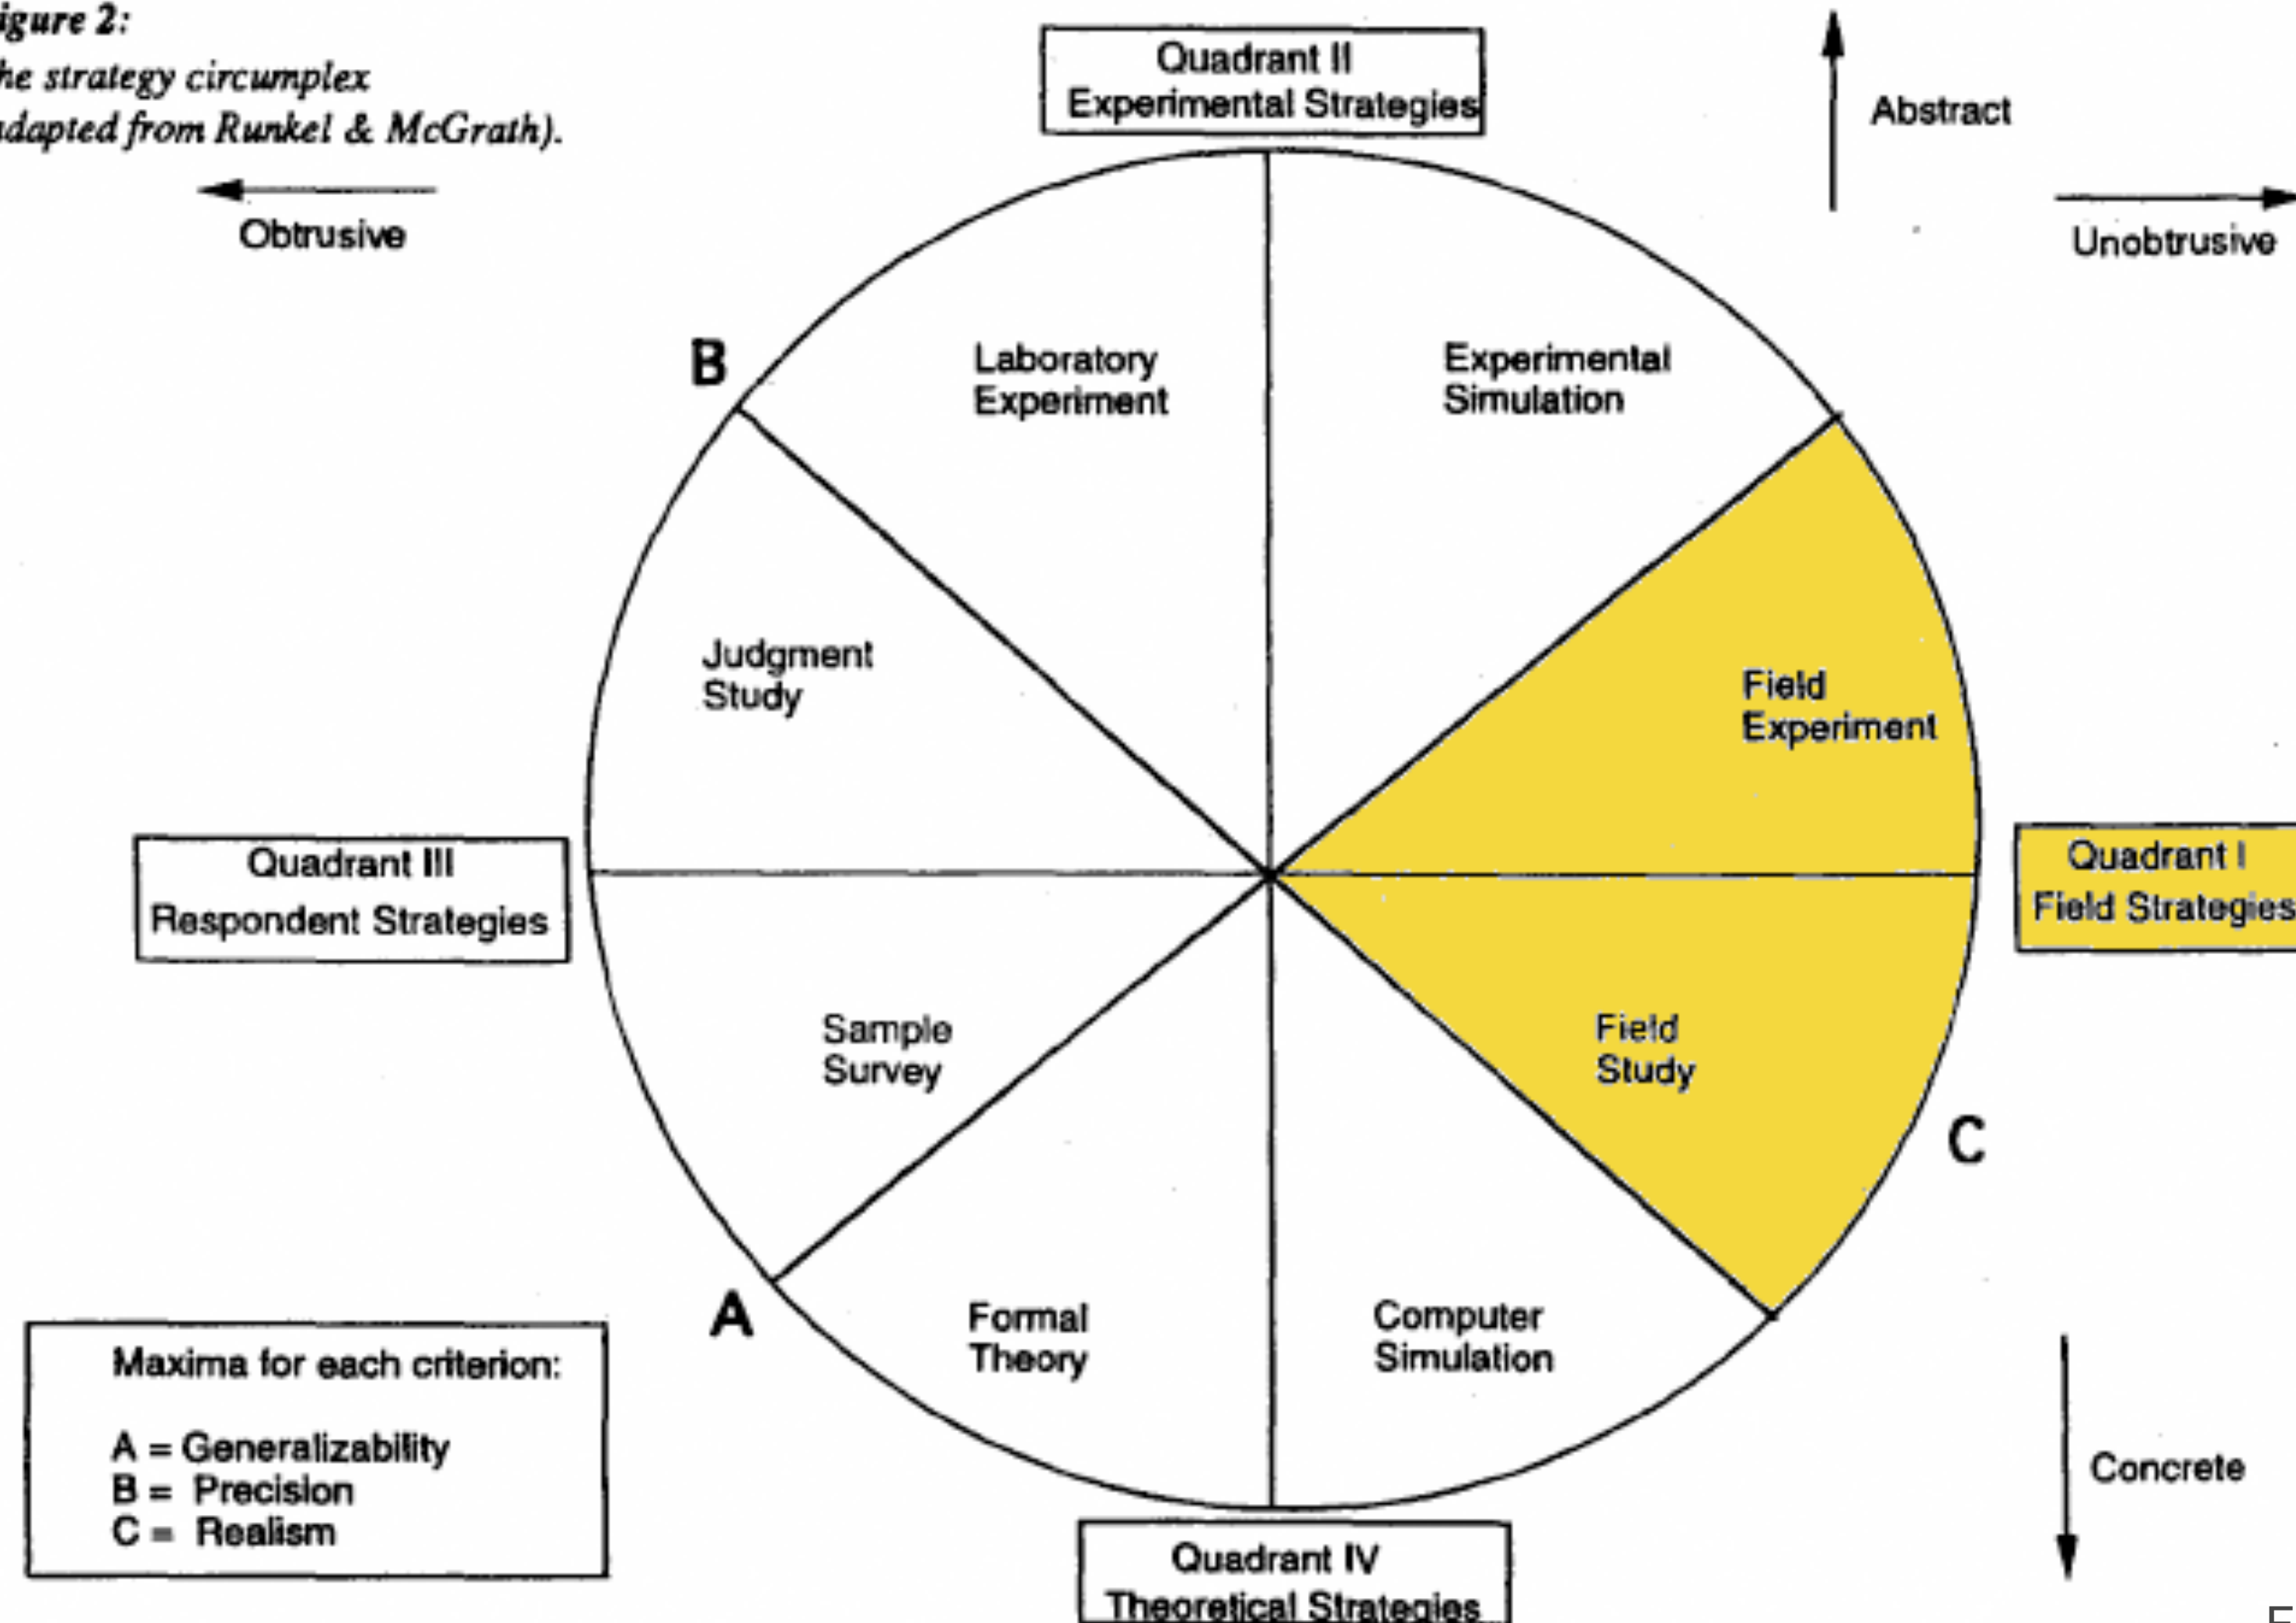 igure 2:
he strategy circumplex
dapted from Runkel & McGrath).
Obtrusive
Quadrant II
Experimental Strategies
Abstract
Unobtrusive
B
Laboratory
Experiment
Experimental
Simulation
Judgment
Study
Field
Experiment
Quadrant III
Respondent Strategies
Quadrant I
Field Strategies
Sample
Survey
Field
Study
C
A
Formal
Theory
Computer
Simulation
Maxima for each criterion:
A = Generalizability
B = Precision
C = Realism
Concrete
Quadrant IV
Theoretical Strategies